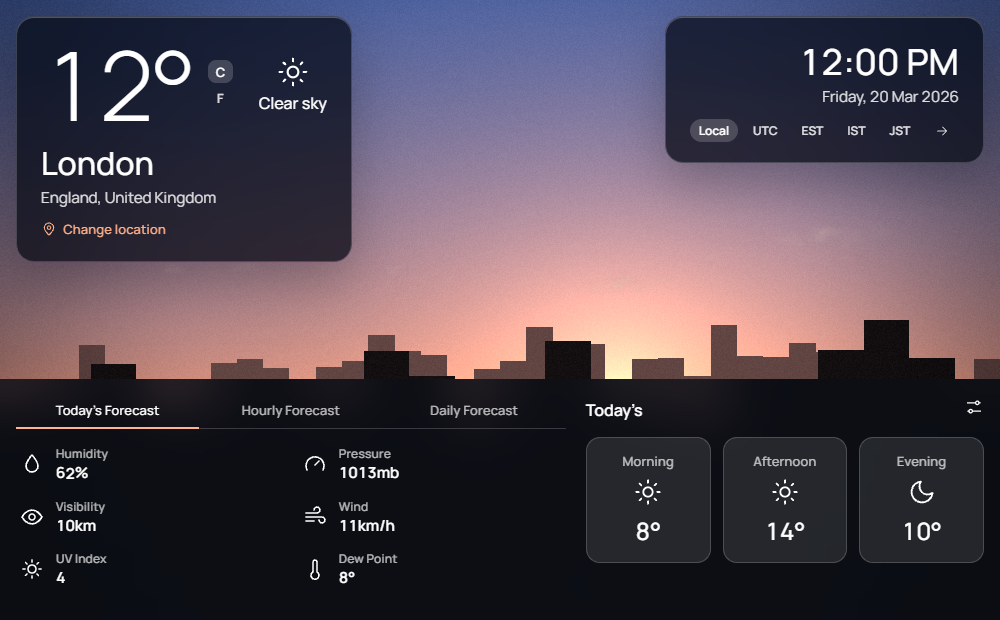 12°
C
F
Clear sky
London
England, United Kingdom
Change location
12:00 PM
Friday, 20 Mar 2026
Local UTC EST IST JST
Today's Forecast Hourly Forecast Daily Forecast
Humidity
62%
Pressure
1013mb
Visibility
10km
Wind
11km/h
UV Index
4
Dew Point
8°
Today's
Morning
8°
Afternoon
14°
Evening
10°